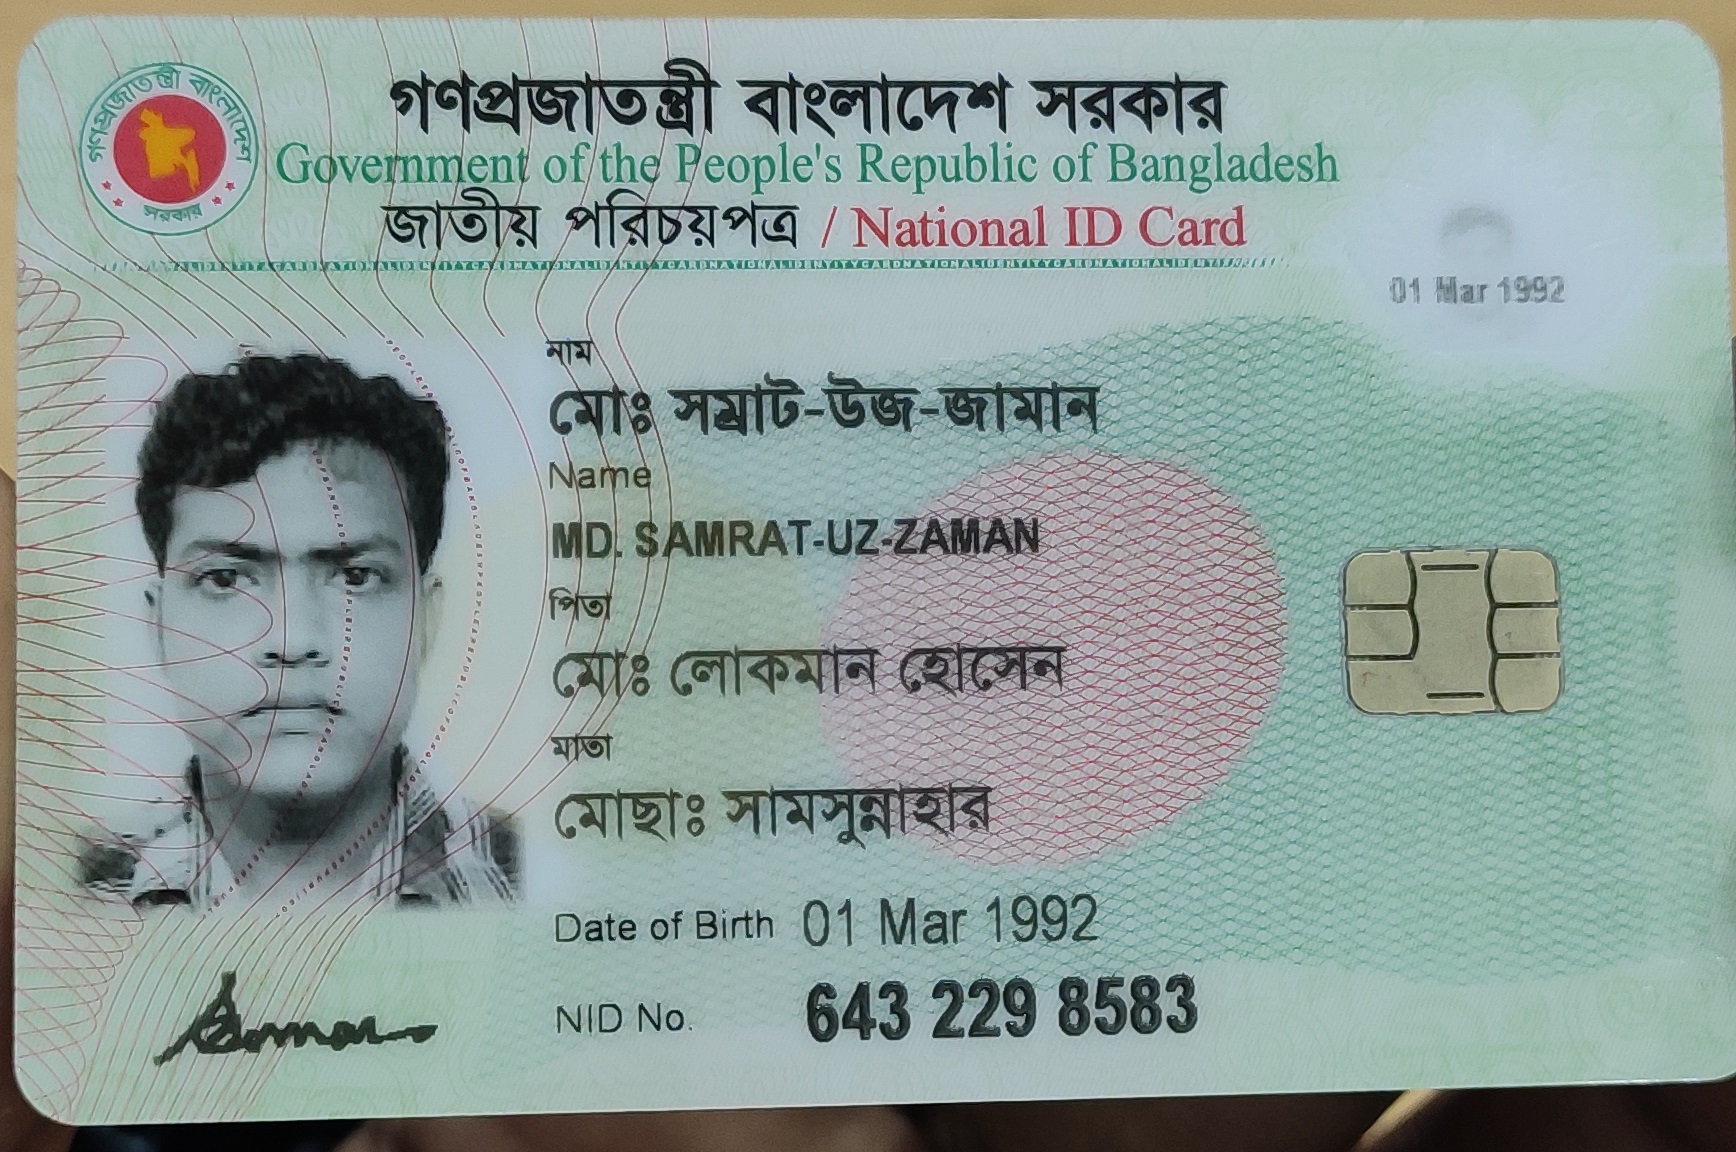 গণপ্রজাতন্ত্রী বাংলাদেশ সরকার
Government of the People's Republic of Bangladesh
জাতীয় পরিচয়পত্র / National ID Card
গণপ্রজাতন্ত্রী বাংলাদেশ
সরকার
01 Mar 1992
নাম
মোঃ সম্রাট-উজ-জামান
Name
MD. SAMRAT-UZ-ZAMAN
পিতা
মোঃ লোকমান হোসেন
মাতা
মোছাঃ সামসুন্নাহার
Date of Birth 01 Mar 1992
NID No. 643 229 8583